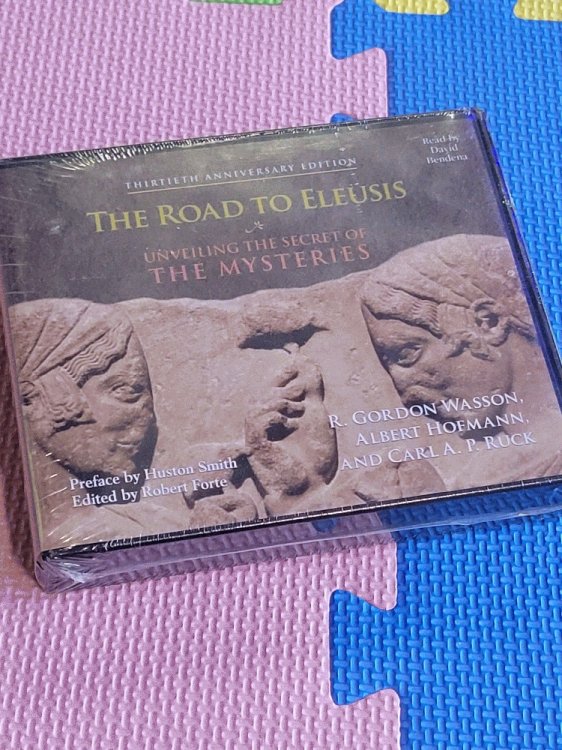 THIRTIETH ANNIVERSARY EDITION
Read by
David
Bendena
THE ROAD TO ELEUSIS
UNVEILING THE SECRET OF
THE MYSTERIES
R. GORDON WASSON,
ALBERT HOFMANN,
AND CARL A. P. RUCK
Preface by Huston Smith
Edited by Robert Forte